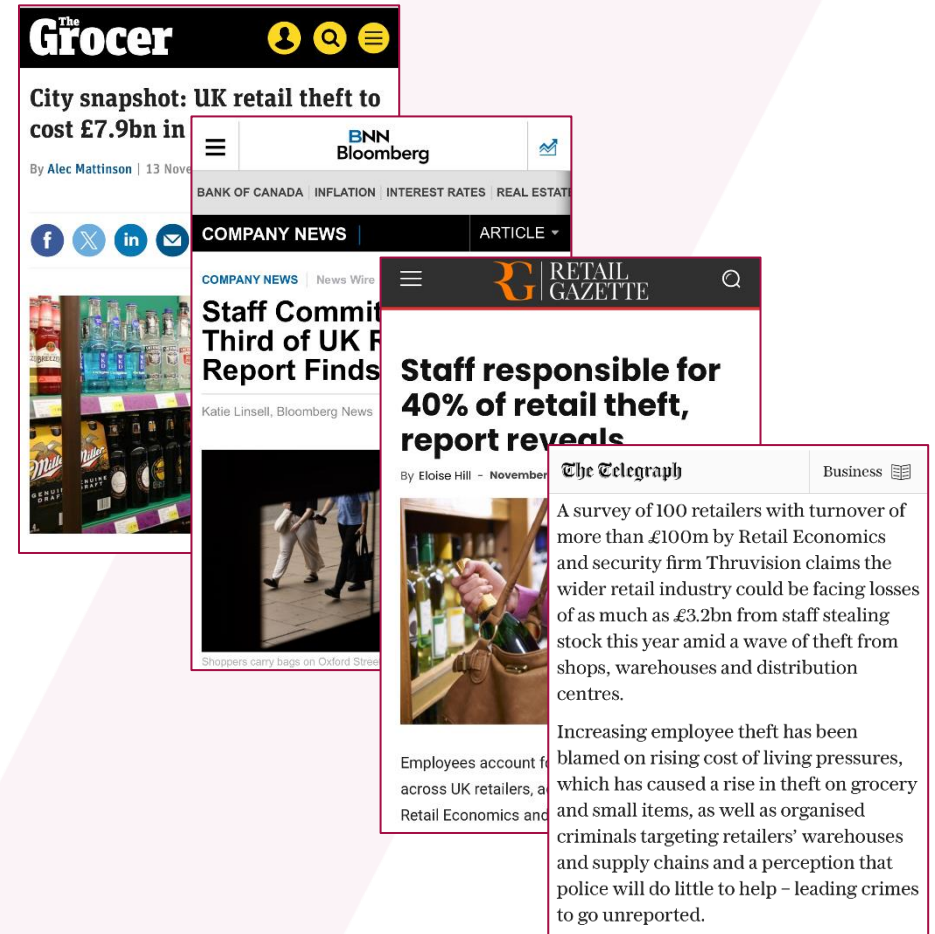 The
Grocer
City snapshot: UK retail theft to
cost £7.9bn in
By Alec Mattinson | 13 Nove
f X in
BNN
Bloomberg
BANK OF CANADA INFLATION INTEREST RATES REAL ESTATE
COMPANY NEWS ARTICLE
COMPANY NEWS News Wire
Staff Commit
Third of UK R
Report Finds
Katie Linsell, Bloomberg News
Shoppers carry bags on Oxford Stree
RG RETAIL
GAZETTE
Staff responsible for
40% of retail theft,
report reveals
By Eloise Hill – November
Employees account fo
across UK retailers, a
Retail Economics and
The Telegraph
Business
A survey of 100 retailers with turnover of
more than £100m by Retail Economics
and security firm Thruvision claims the
wider retail industry could be facing losses
of as much as £3.2bn from staff stealing
stock this year amid a wave of theft from
shops, warehouses and distribution
centres.
Increasing employee theft has been
blamed on rising cost of living pressures,
which has caused a rise in theft on grocery
and small items, as well as organised
criminals targeting retailers' warehouses
and supply chains and a perception that
police will do little to help – leading crimes
to go unreported.
Miller
Miller
GENUINE
DRAFT